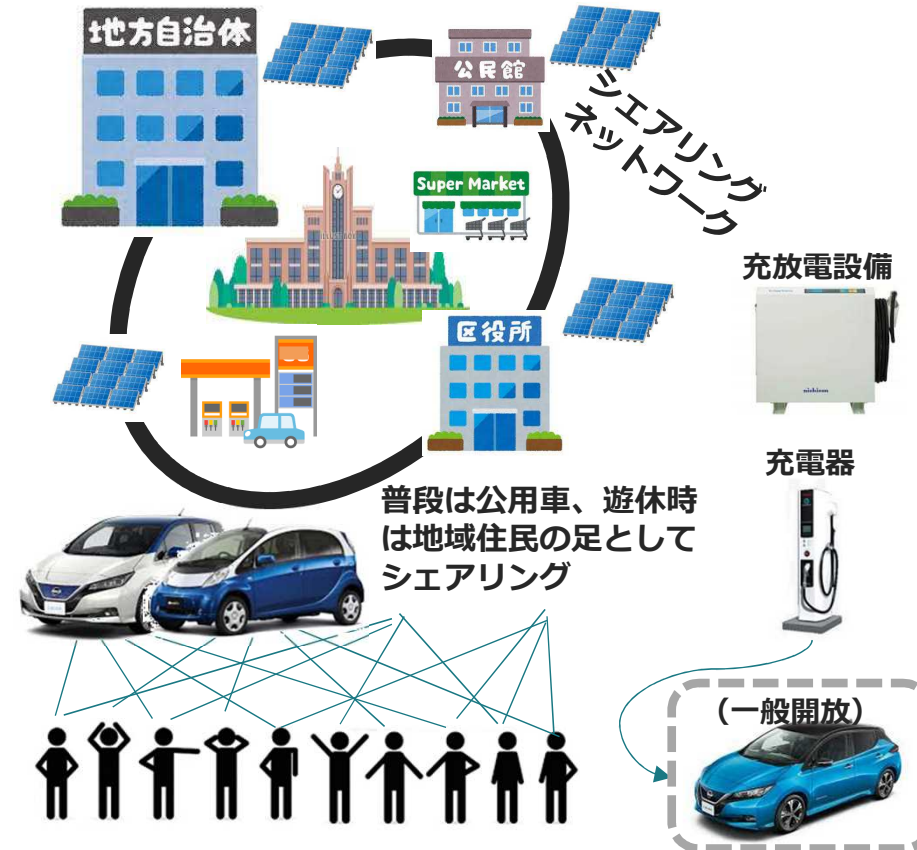 地方自治体
公民館
シェアリング
ネットワーク
Super Market
充放電設備
区役所
nichicon
充電器
普段は公用車、遊休時
は地域住民の足として
シェアリング
（一般開放）